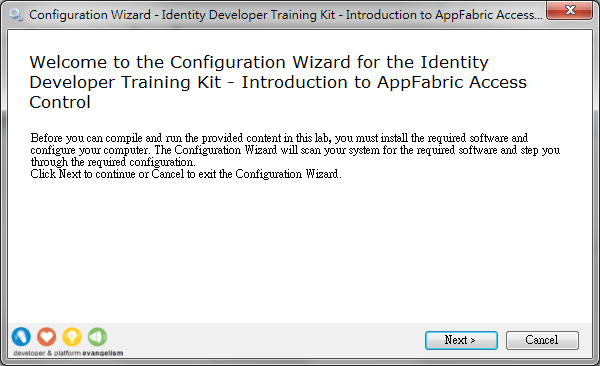 Configuration Wizard - Identity Developer Training Kit - Introduction to AppFabric Access...
Welcome to the Configuration Wizard for the Identity
Developer Training Kit - Introduction to AppFabric Access
Control
Before you can compile and run the provided content in this lab, you must install the required software and
configure your computer. The Configuration Wizard will scan your system for the required software and step you
through the required configuration.
Click Next to continue or Cancel to exit the Configuration Wizard.
developer & platform evangelism
Next >
Cancel